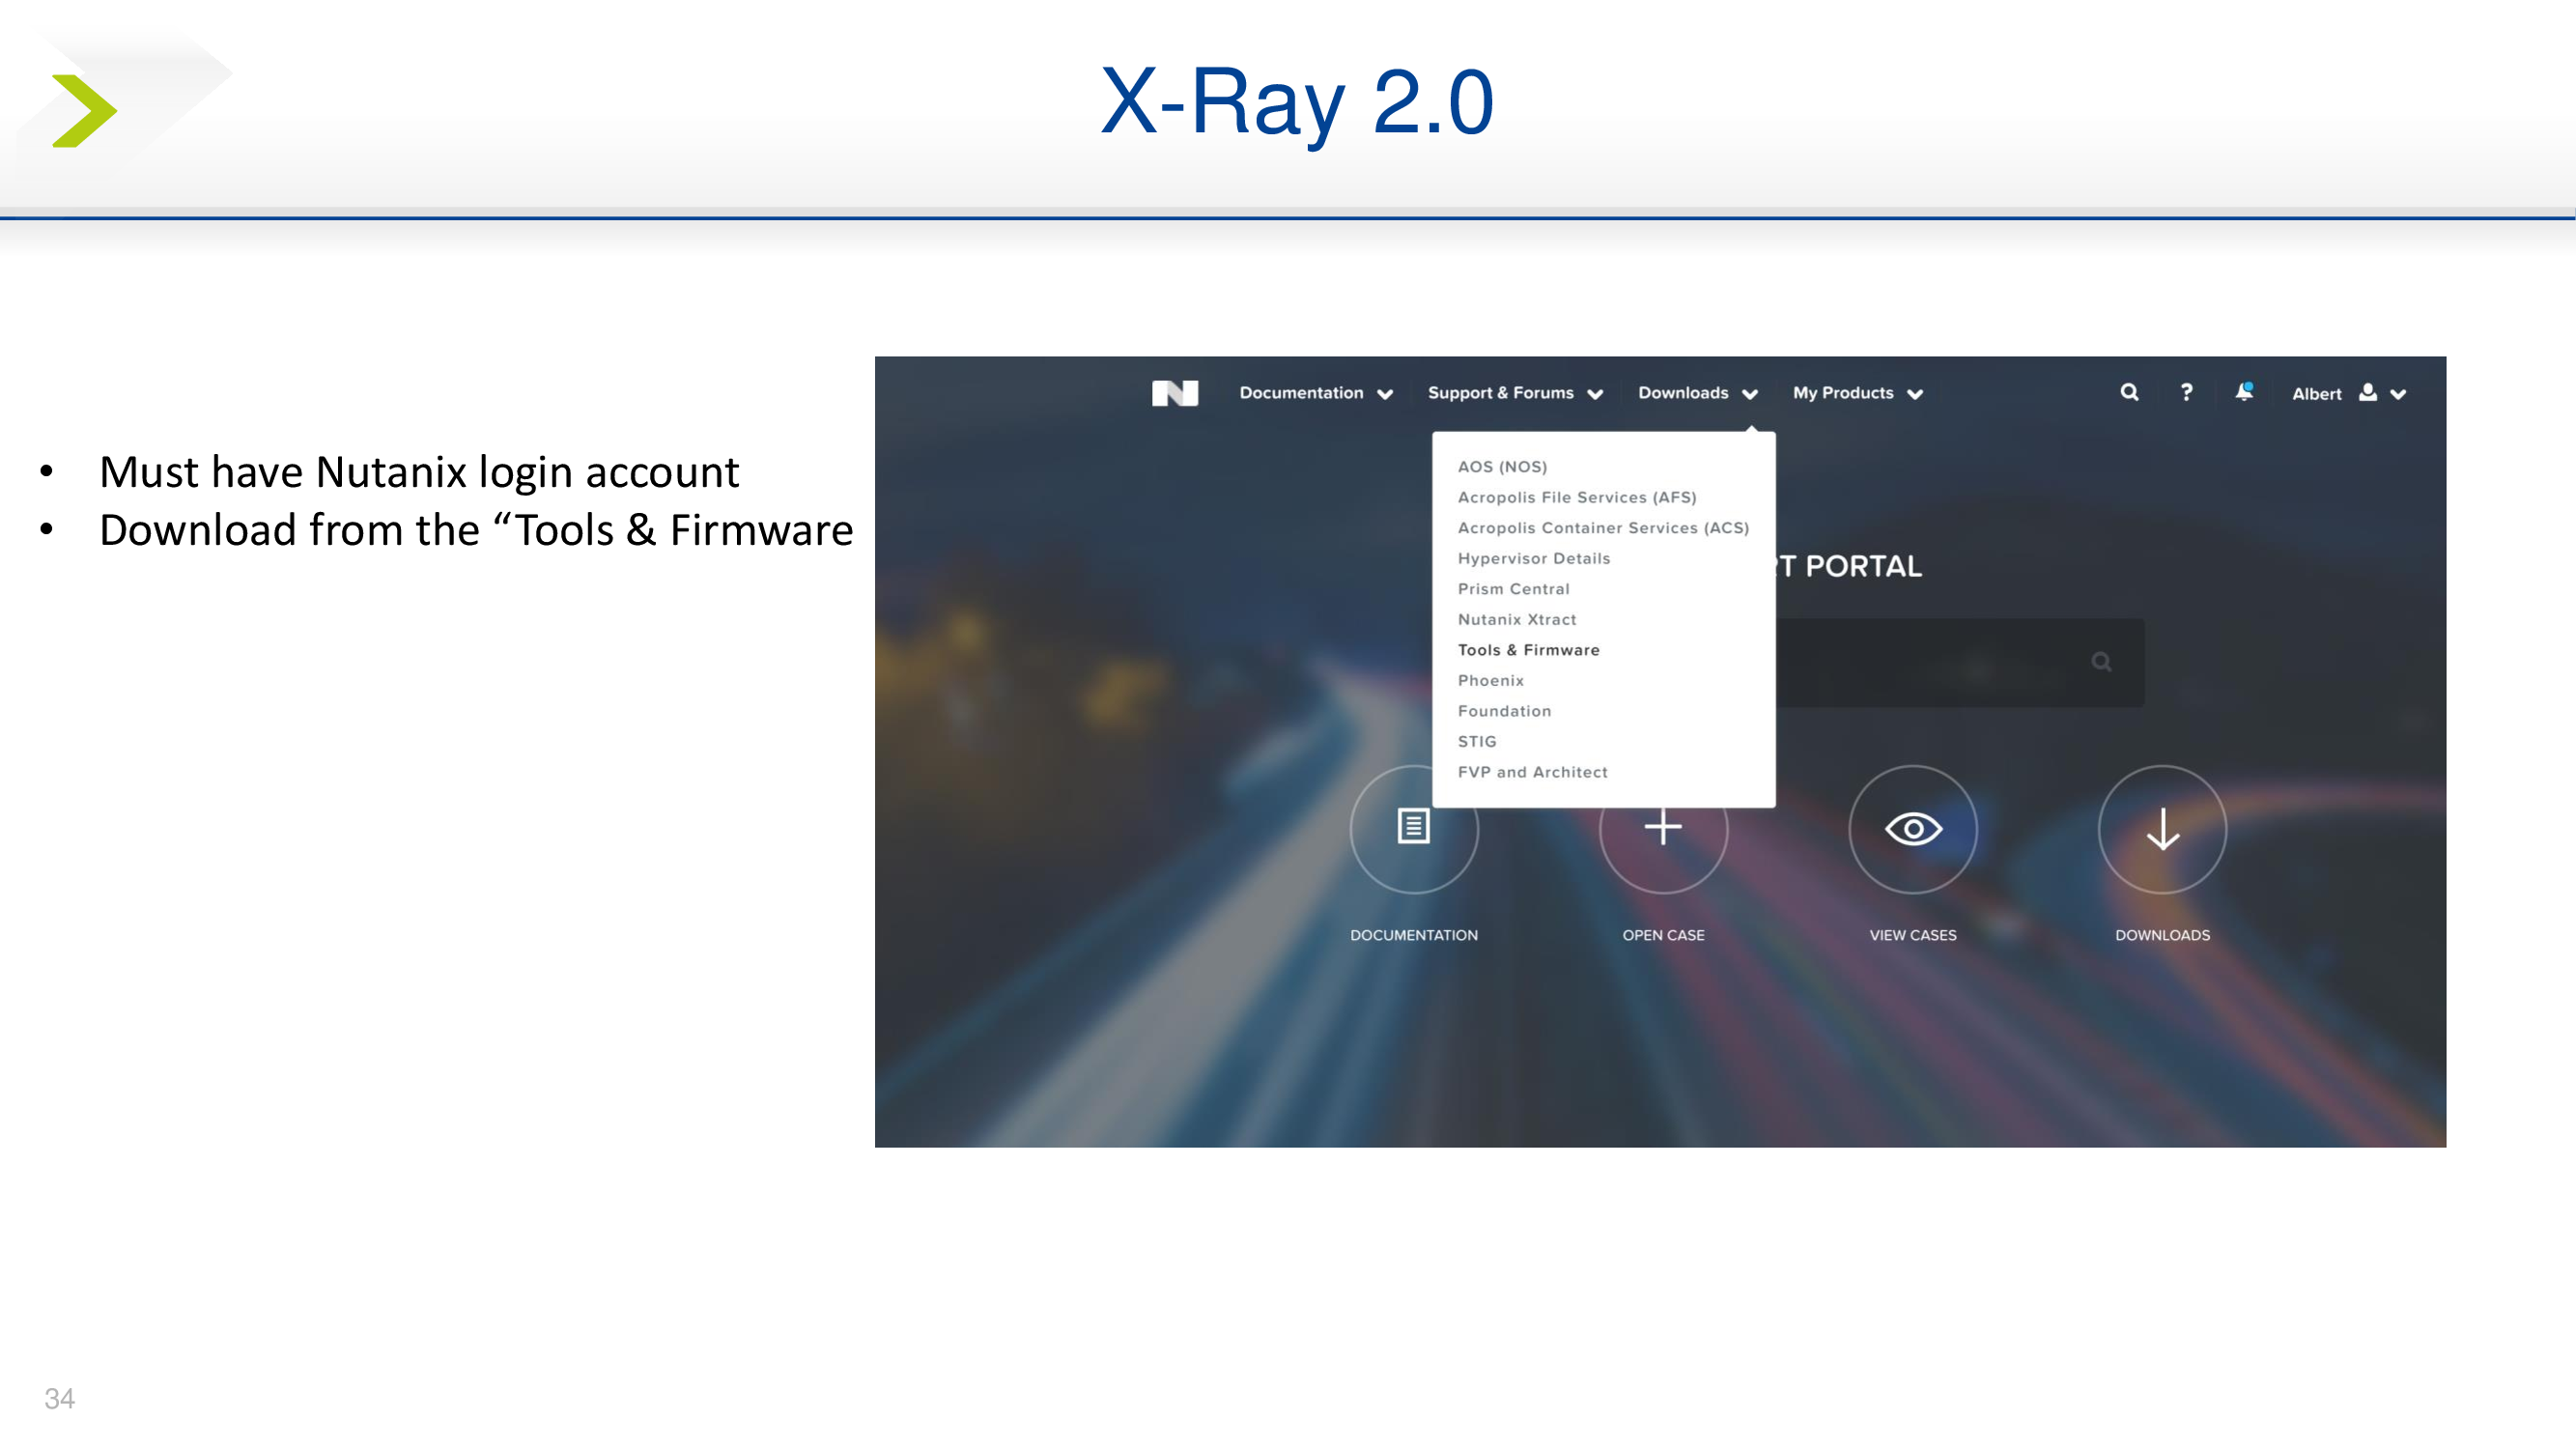 X-Ray 2.0
• Must have Nutanix login account
• Download from the “Tools & Firmware
Documentation Support & Forums Downloads My Products ? Albert
AOS (NOS)
Acropolis File Services (AFS)
Acropolis Container Services (ACS)
Hypervisor Details
Prism Central
Nutanix Xtract
Tools & Firmware
Phoenix
Foundation
STIG
FVP and Architect
T PORTAL
DOCUMENTATION OPEN CASE VIEW CASES DOWNLOADS
34